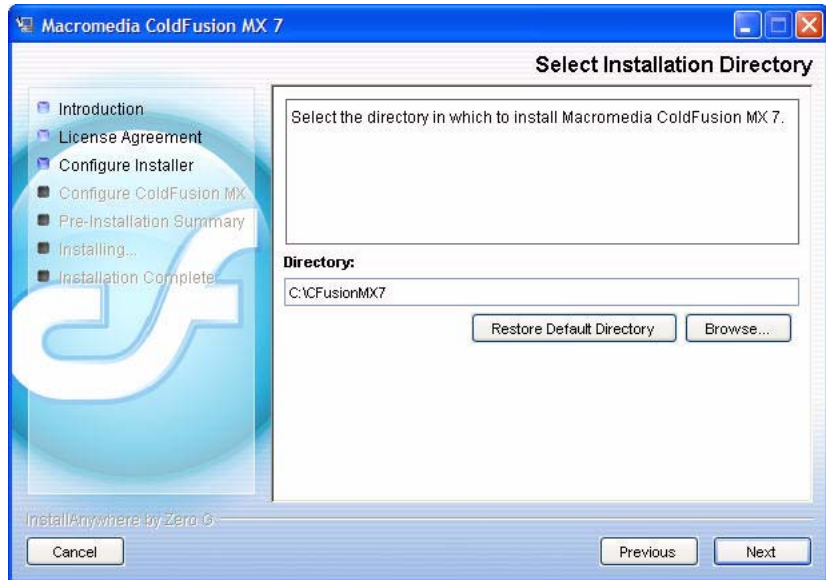 Macromedia ColdFusion MX 7
Select Installation Directory
Introduction
License Agreement
Configure Installer
Configure ColdFusion MX
Pre-Installation Summary
Installing...
Installation Complete
Select the directory in which to install Macromedia ColdFusion MX 7.
Directory:
C:\CFusionMX7
Restore Default Directory
Browse...
InstallAnywhere by Zero G
Cancel
Previous
Next